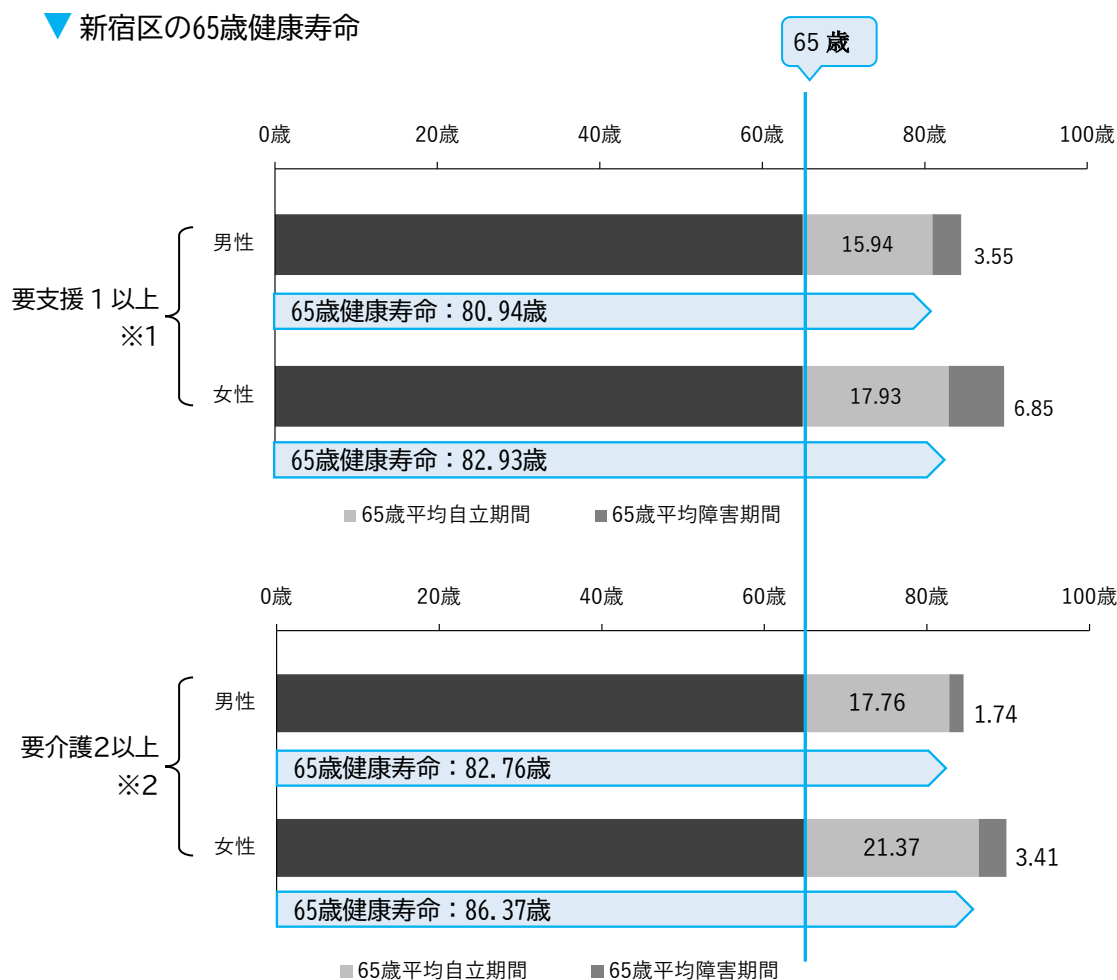 ▼ 新宿区の65歳健康寿命
65 歳
0歳 20歳 40歳 60歳 80歳 100歳
要支援１以上
※1
男性
15.94
3.55
65歳健康寿命：80.94歳
女性
17.93
6.85
65歳健康寿命：82.93歳
■ 65歳平均自立期間 ■ 65歳平均障害期間
0歳 20歳 40歳 60歳 80歳 100歳
要介護2以上
※2
男性
17.76
1.74
65歳健康寿命：82.76歳
女性
21.37
3.41
65歳健康寿命：86.37歳
■ 65歳平均自立期間 ■ 65歳平均障害期間